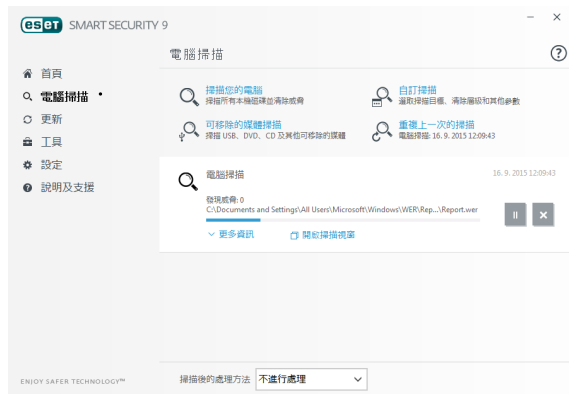 eset SMART SECURITY 9
電腦掃描
?
首頁
電腦掃描
更新
工具
設定
說明及支援
掃描您的電腦
掃描所有本機磁碟並清除威脅
自訂掃描
選取掃描目標、清除層級和其他參數
可移除的媒體掃描
掃描 USB、DVD、CD 及其他可移除的媒體
重複上一次的掃描
電腦掃描: 16. 9. 2015 12:09:43
電腦掃描
16. 9. 2015 12:09:43
發現威脅: 0
C:\Documents and Settings\All Users\Microsoft\Windows\WER\Rep...\Report.wer
更多資訊
開啟掃描視窗
ENJOY SAFER TECHNOLOGY™
掃描後的處理方法 不進行處理